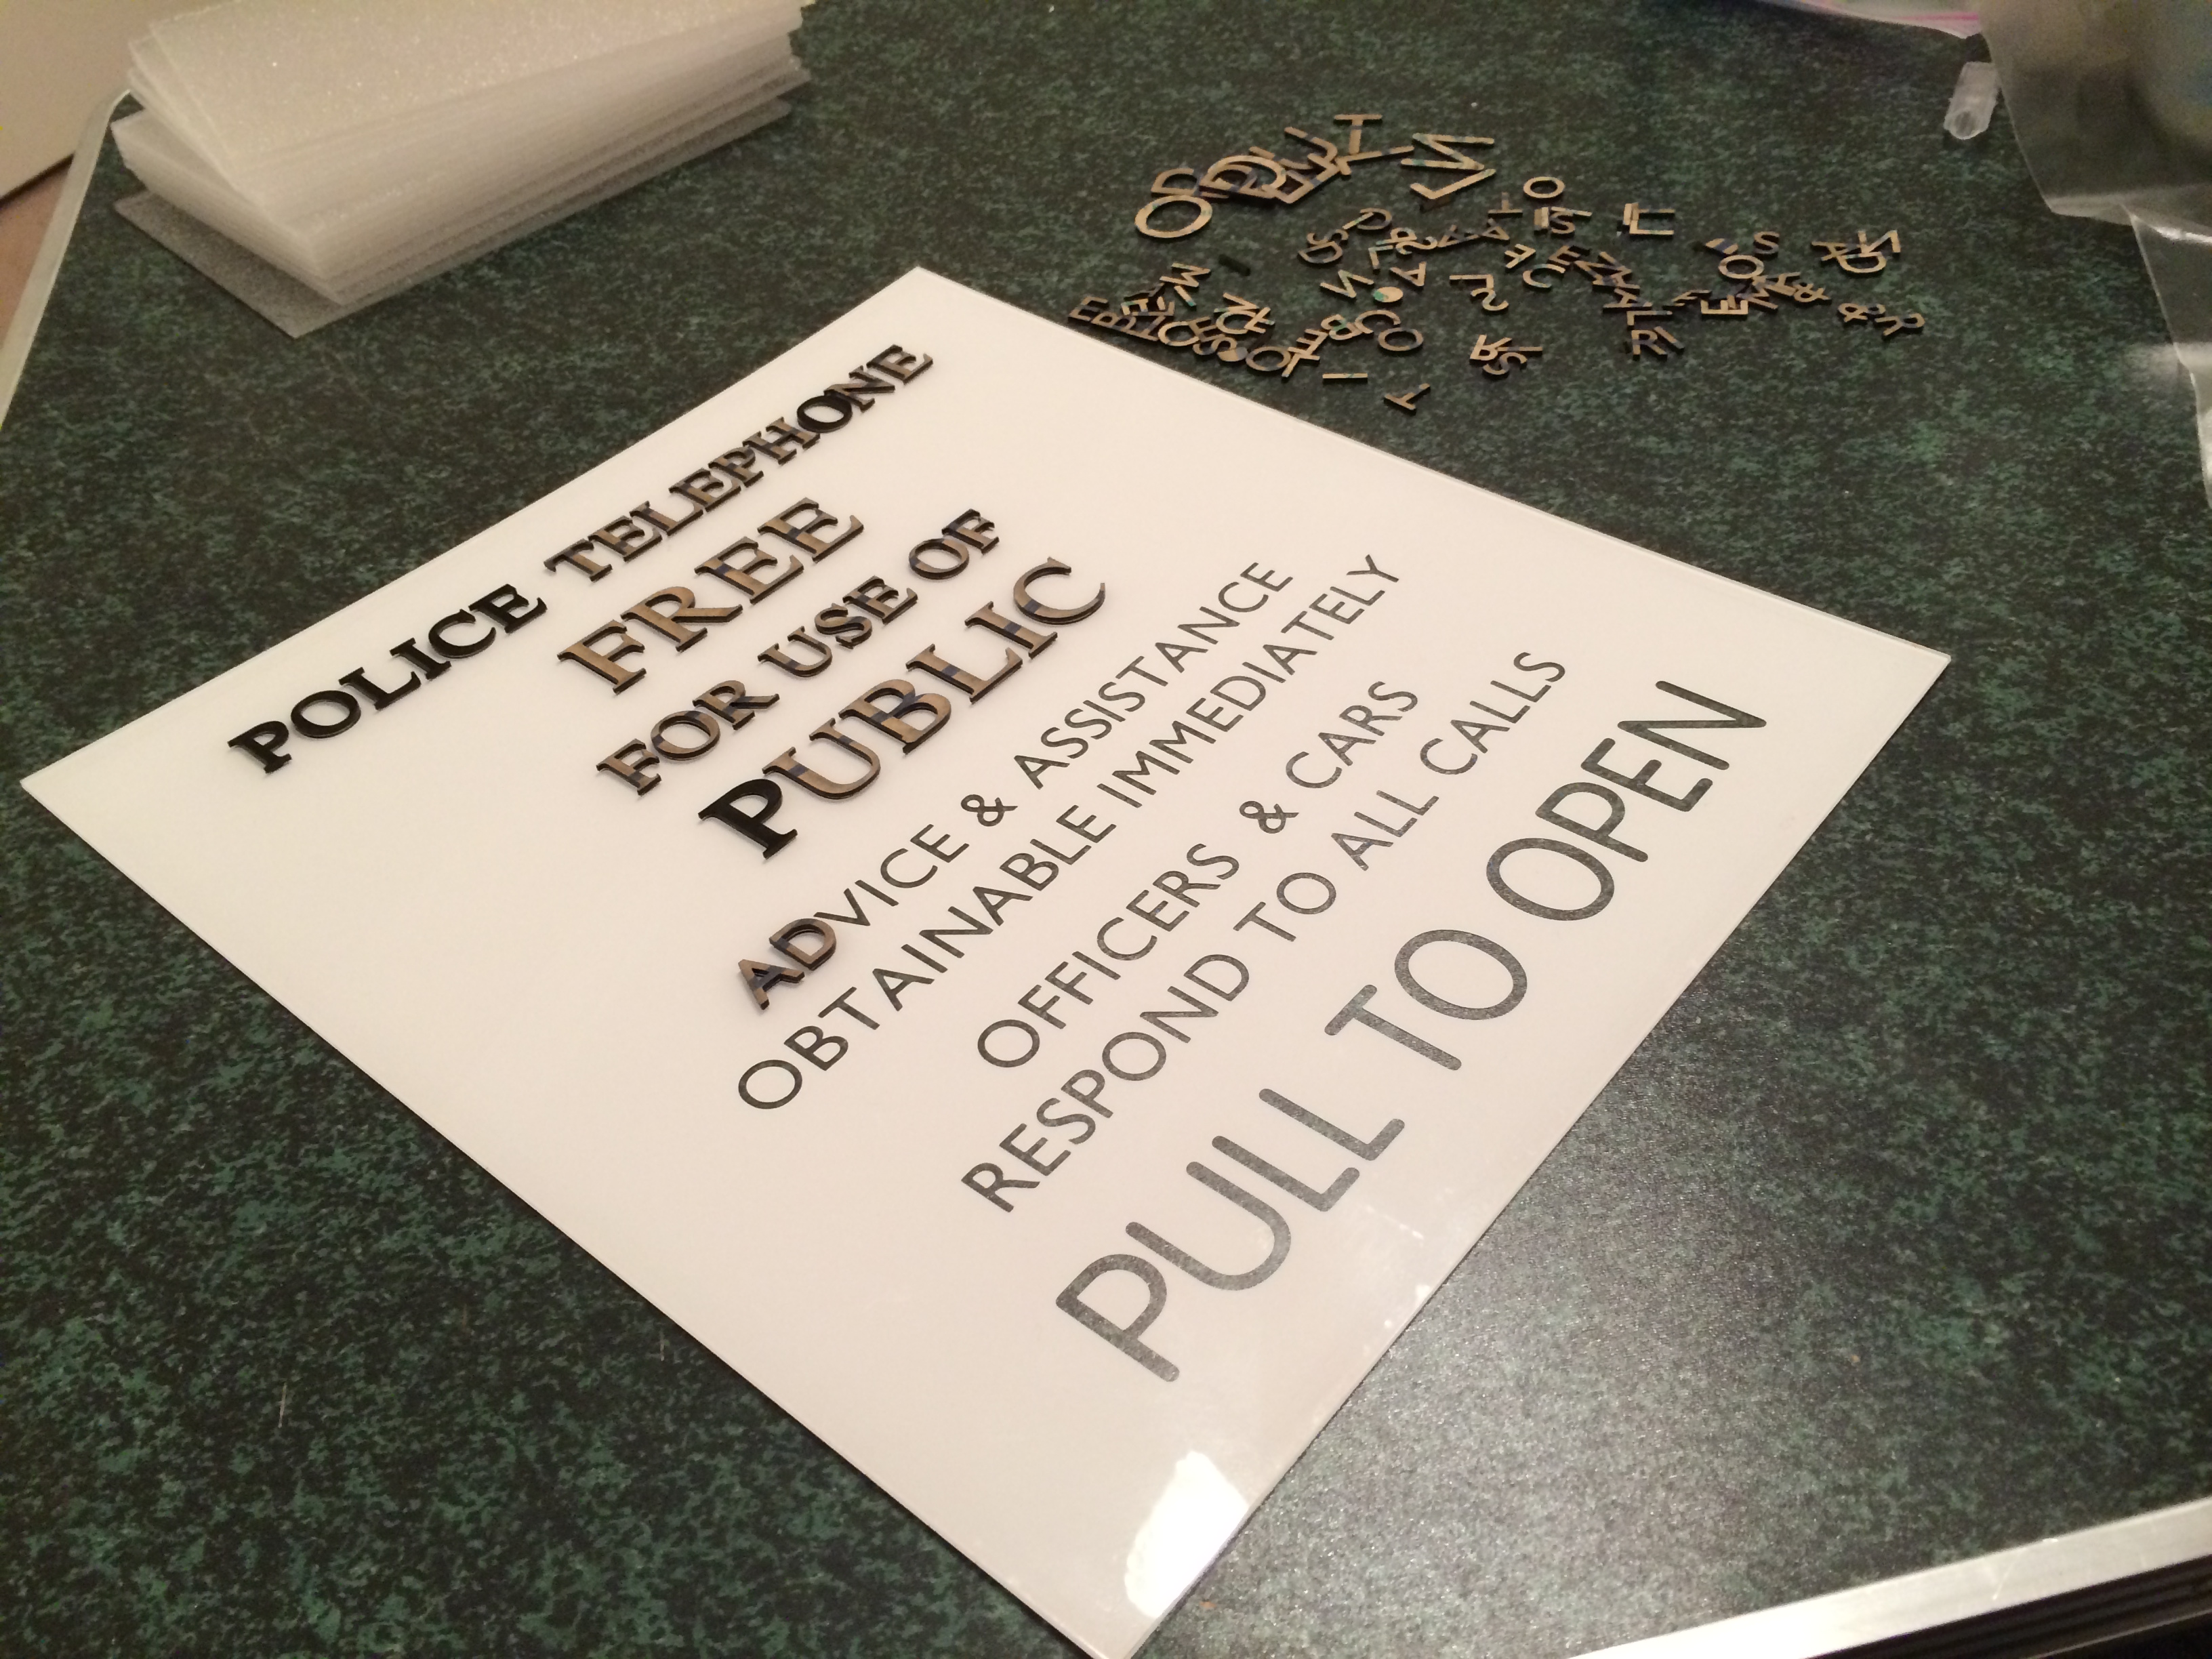 POLICE TELEPHONE
FREE
FOR USE OF
PUBLIC
ADVICE & ASSISTANCE
OBTAINABLE IMMEDIATELY
OFFICERS & CARS
RESPOND TO ALL CALLS
PULL TO OPEN